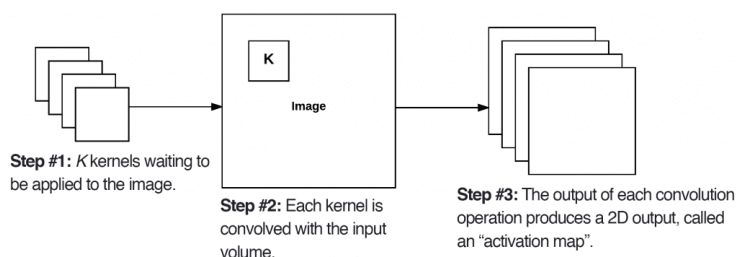 K
Image
Step #1: K kernels waiting to
be applied to the image.
Step #2: Each kernel is
convolved with the input
volume.
Step #3: The output of each convolution
operation produces a 2D output, called
an “activation map”.